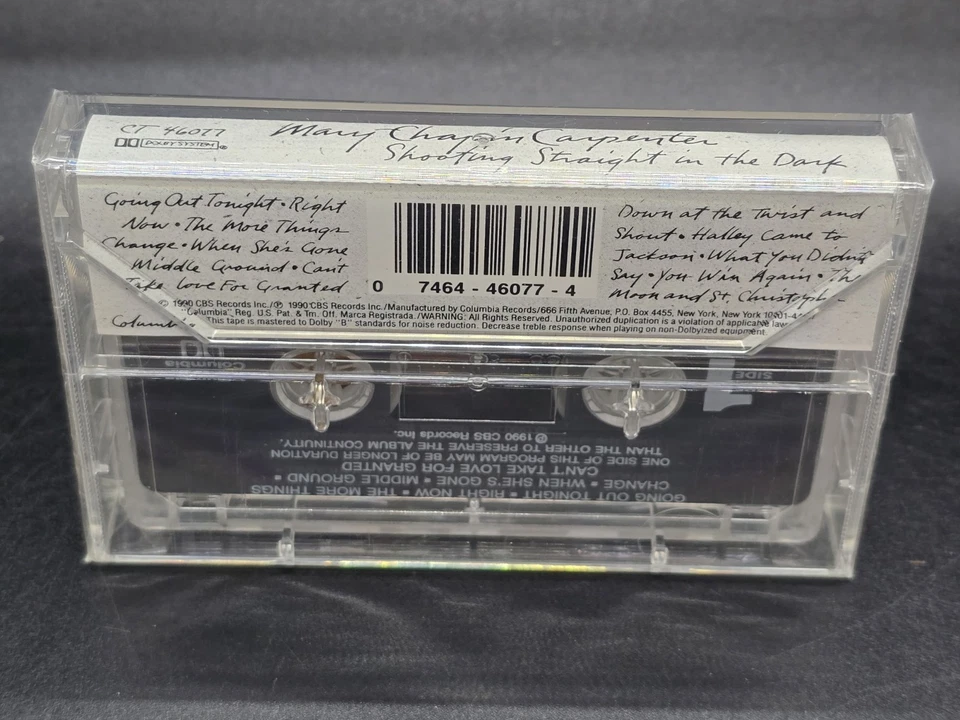 CT 46077
DOLBY SYSTEM ®
Mary Chapin Carpenter
Shooting Straight in the Dark
Going Out Tonight • Right
Now • The More Things
Change • When She's Gone
Middle Ground • Can't
Take Love For Granted
0 7464 - 46077 - 4
Down at the Twist and
Shout • Halley Came to
Jackson • What You Didn't
Say • You Win Again • The
Moon and St. Christopher
© 1990 CBS Records Inc./℗ 1990 CBS Records Inc./Manufactured by Columbia Records/666 Fifth Avenue, P.O. Box 4455, New York, New York
"Columbia," Reg. U.S. Pat. & Tm. Off. Marca Registrada./WARNING: All Rights Reserved. Unauthorized duplication is a violation of applicable laws.
Columbia
This tape is mastered to Dolby "B" standards for noise reduction. Decrease treble response when playing on non-Dolbyized equipment.
GOING OUT TONIGHT • RIGHT NOW • THE MORE THINGS
CHANGE • WHEN SHE'S GONE • MIDDLE GROUND •
CAN'T TAKE LOVE FOR GRANTED
ONE SIDE OF THIS PROGRAM MAY BE OF LONGER DURATION
THAN THE OTHER TO PRESERVE THE ALBUM CONTINUITY.
© 1990 CBS Records Inc.
SIDE
1
Columbia